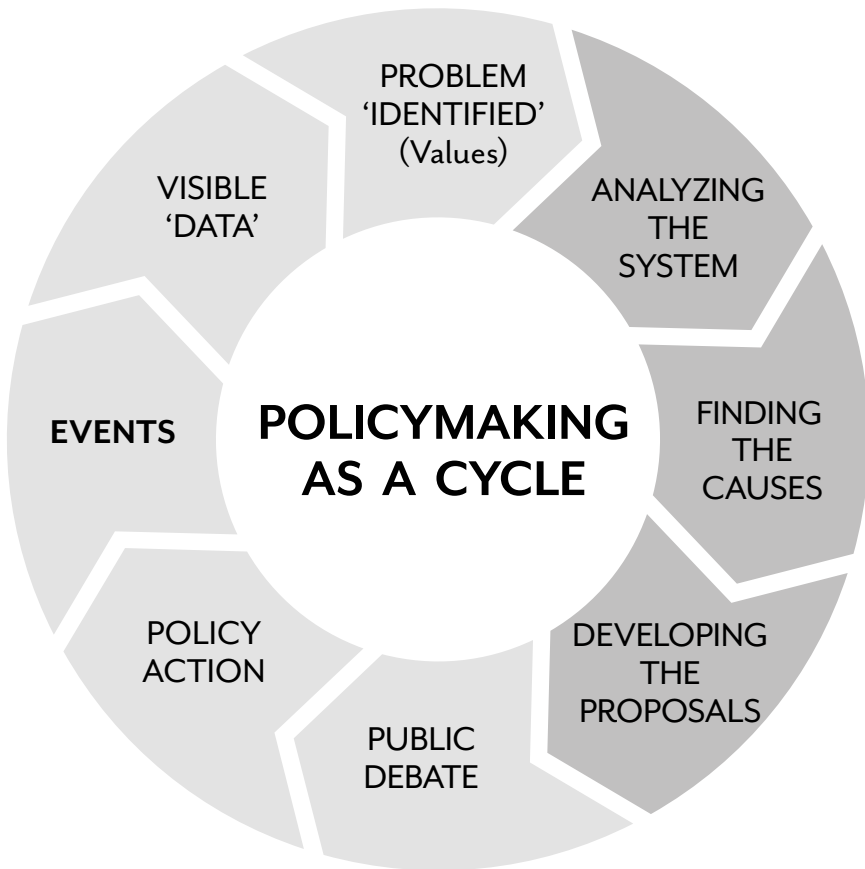 PROBLEM
‘IDENTIFIED’
(Values)
ANALYZING
THE
SYSTEM
FINDING
THE
CAUSES
DEVELOPING
THE
PROPOSALS
PUBLIC
DEBATE
POLICY
ACTION
EVENTS
VISIBLE
‘DATA’
POLICYMAKING
AS A CYCLE